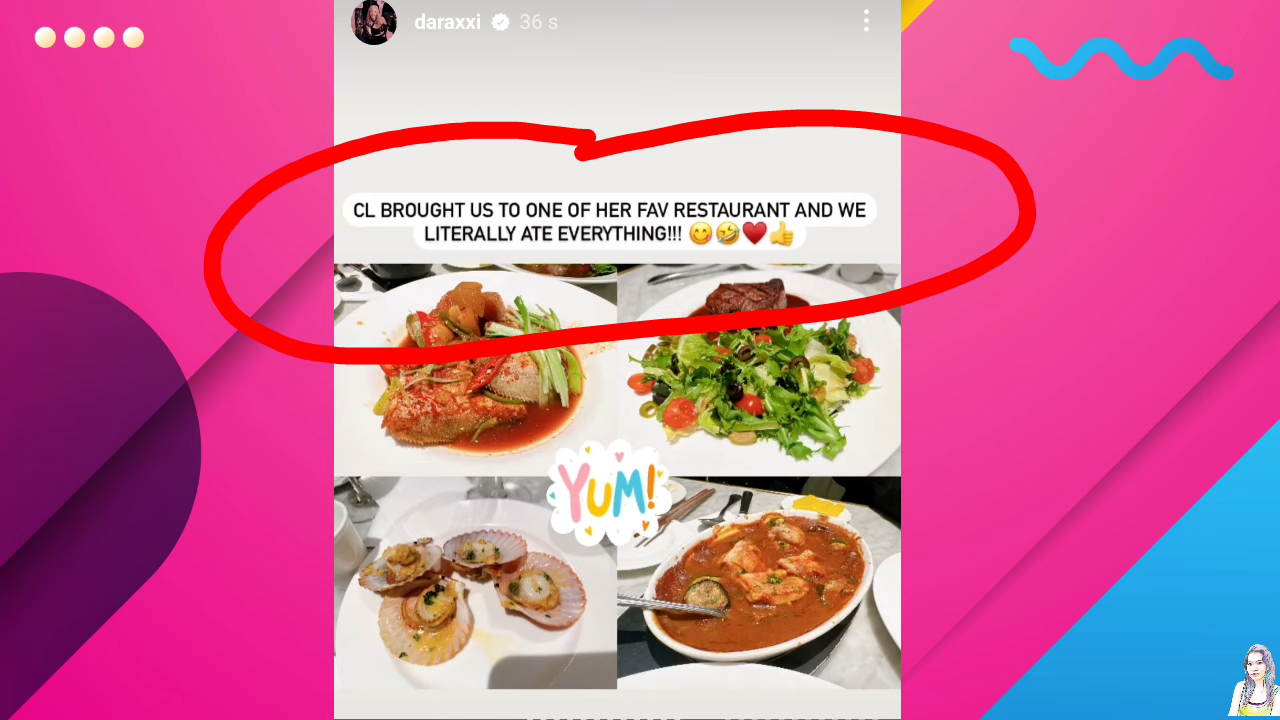 daraxxi 36 s
CL BROUGHT US TO ONE OF HER FAV RESTAURANT AND WE
LITERALLY ATE EVERYTHING!!! 😋🤣♥️👍
YUM!